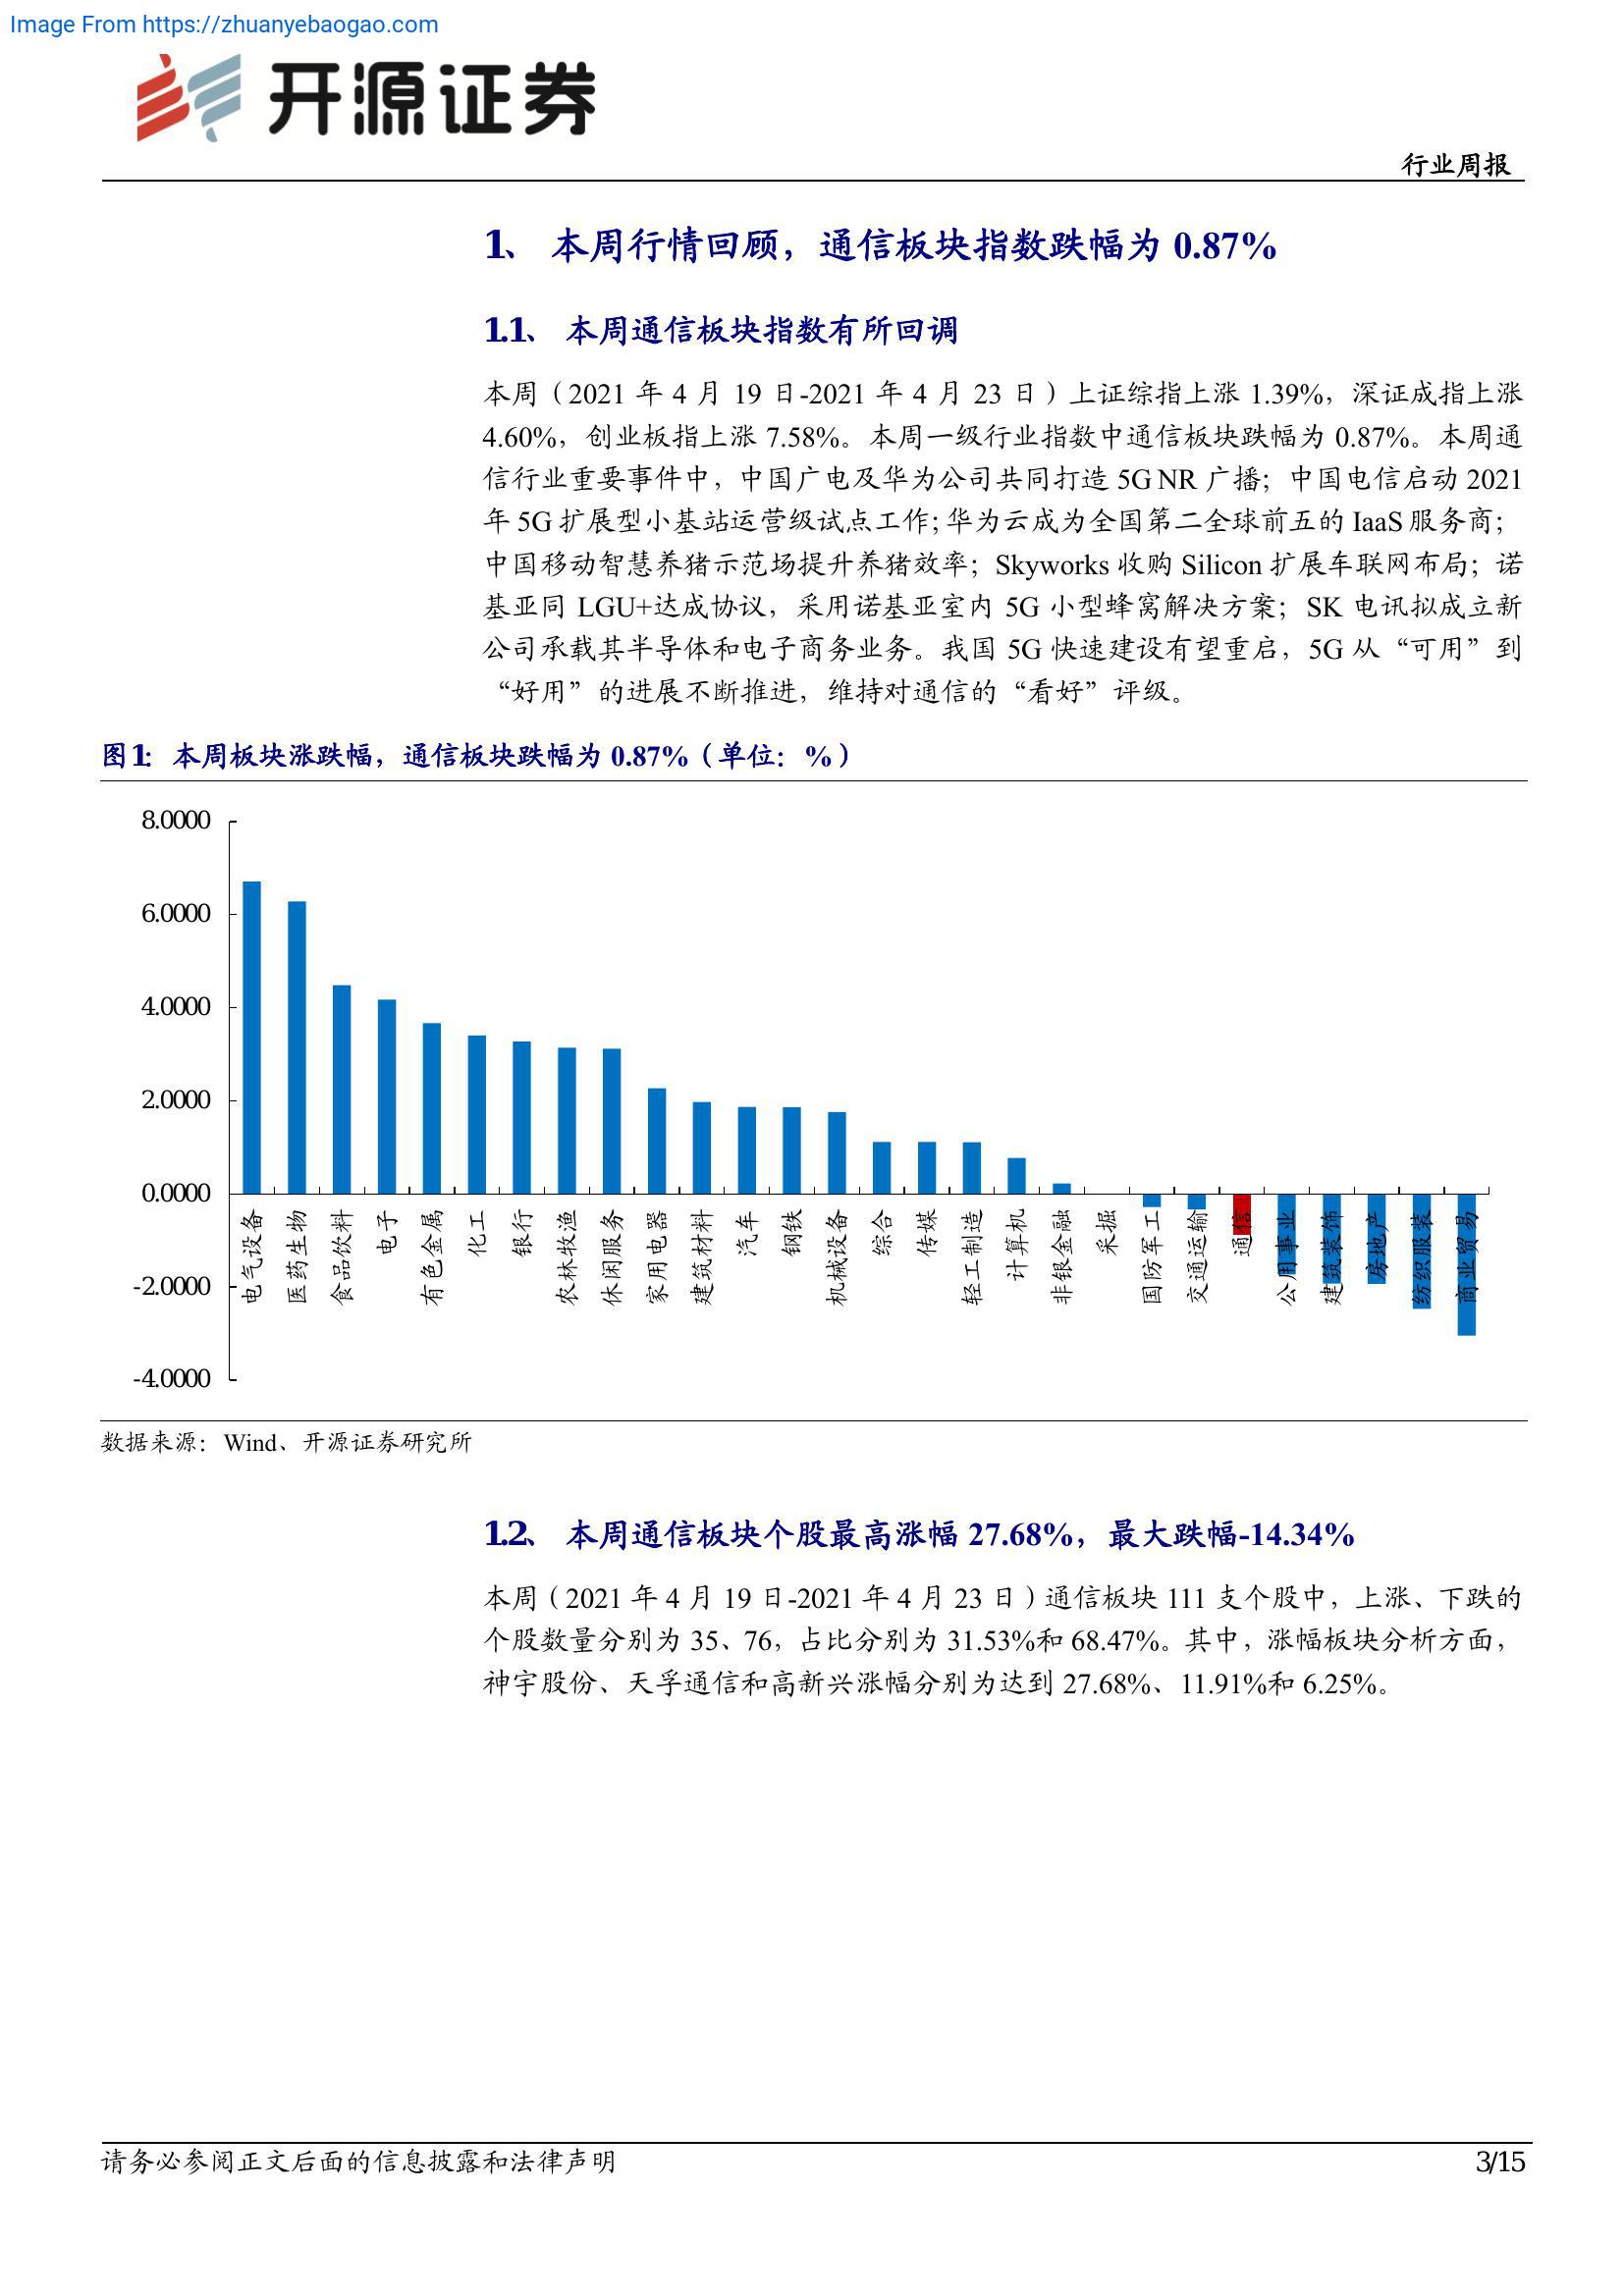 Image From https://zhuanyebaogao.com
开源证券
行业周报
1、 本周行情回顾，通信板块指数跌幅为 0.87%
1.1、 本周通信板块指数有所回调
本周（2021 年 4 月 19 日-2021 年 4 月 23 日）上证综指上涨 1.39%，深证成指上涨
4.60%，创业板指上涨 7.58%。本周一级行业指数中通信板块跌幅为 0.87%。本周通
信行业重要事件中，中国广电及华为公司共同打造 5G NR 广播；中国电信启动 2021
年 5G 扩展型小基站运营级试点工作；华为云成为全国第二全球前五的 IaaS 服务商；
中国移动智慧养猪示范场提升养猪效率；Skyworks 收购 Silicon 扩展车联网布局；诺
基亚同 LGU+达成协议，采用诺基亚室内 5G 小型蜂窝解决方案；SK 电讯拟成立新
公司承载其半导体和电子商务业务。我国 5G 快速建设有望重启，5G 从“可用”到
“好用”的进展不断推进，维持对通信的“看好”评级。
图1：本周板块涨跌幅，通信板块跌幅为 0.87%（单位：%）
8.0000
6.0000
4.0000
2.0000
0.0000
-2.0000
-4.0000
电气设备
医药生物
食品饮料
电子
有色金属
化工
银行
农林牧渔
休闲服务
家用电器
建筑材料
汽车
钢铁
机械设备
综合
传媒
轻工制造
计算机
非银金融
采掘
国防军工
交通运输
通信
公用事业
建筑装饰
房地产
纺织服装
商业贸易
数据来源：Wind、开源证券研究所
1.2、 本周通信板块个股最高涨幅 27.68%，最大跌幅-14.34%
本周（2021 年 4 月 19 日-2021 年 4 月 23 日）通信板块 111 支个股中，上涨、下跌的
个股数量分别为 35、76，占比分别为 31.53%和 68.47%。其中，涨幅板块分析方面，
神宇股份、天孚通信和高新兴涨幅分别为达到 27.68%、11.91%和 6.25%。
请务必参阅正文后面的信息披露和法律声明
3/15